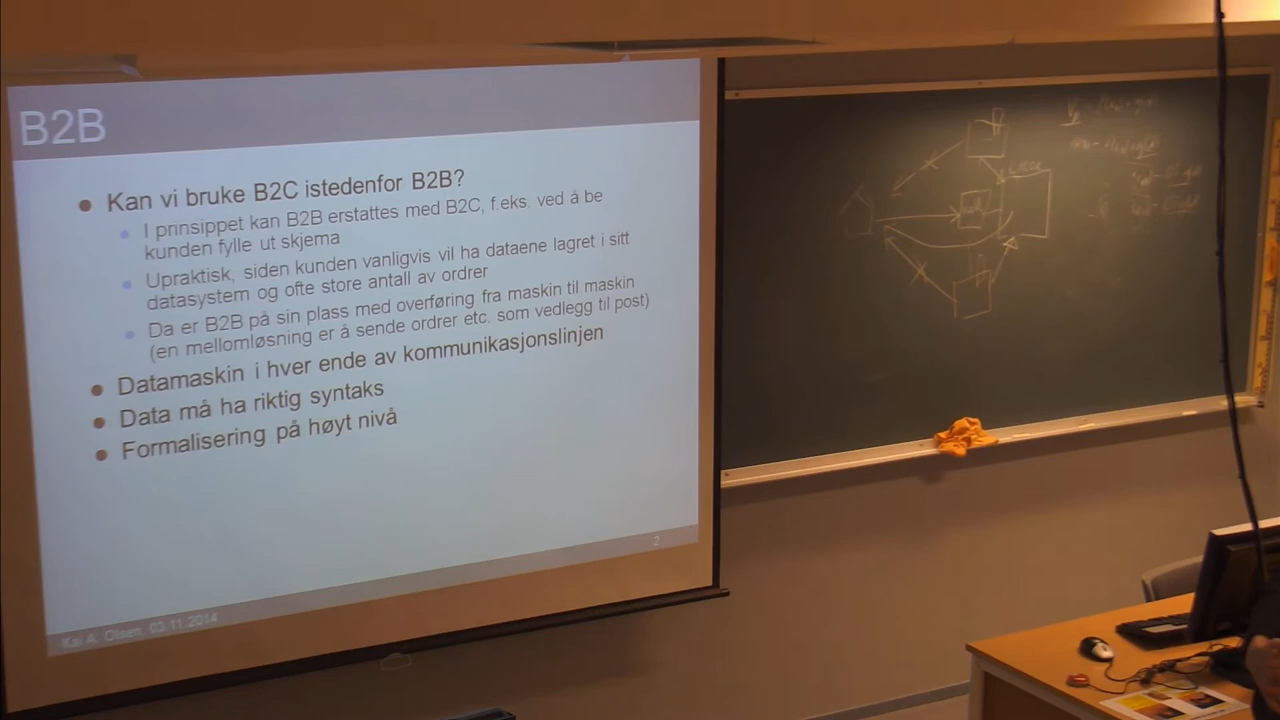 B2B
Kan vi bruke B2C istedenfor B2B?
I prinsippet kan B2B erstattes med B2C, f.eks. ved å be
kunden fylle ut skjema
Upraktisk, siden kunden vanligvis vil ha dataene lagret i sitt
datasystem og ofte store antall av ordrer
Da er B2B på sin plass med overføring fra maskin til maskin
(en mellomløsning er å sende ordrer etc. som vedlegg til post)
Datamaskin i hver ende av kommunikasjonslinjen
Data må ha riktig syntaks
Formalisering på høyt nivå
2
Kai A. Olsen, 03.11.2014